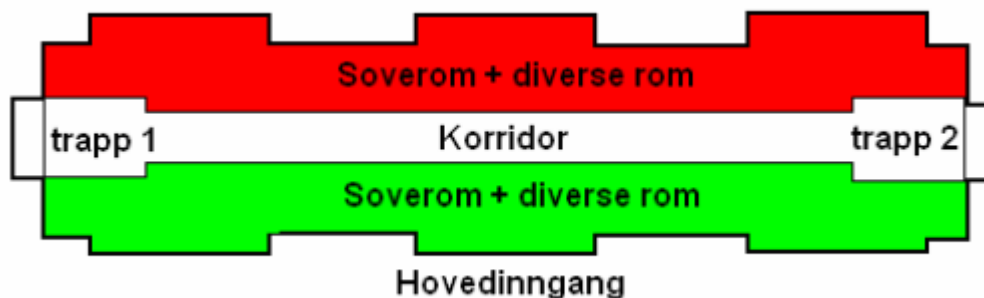 Soverom + diverse rom
trapp 1
Korridor
trapp 2
Soverom + diverse rom
Hovedinngang